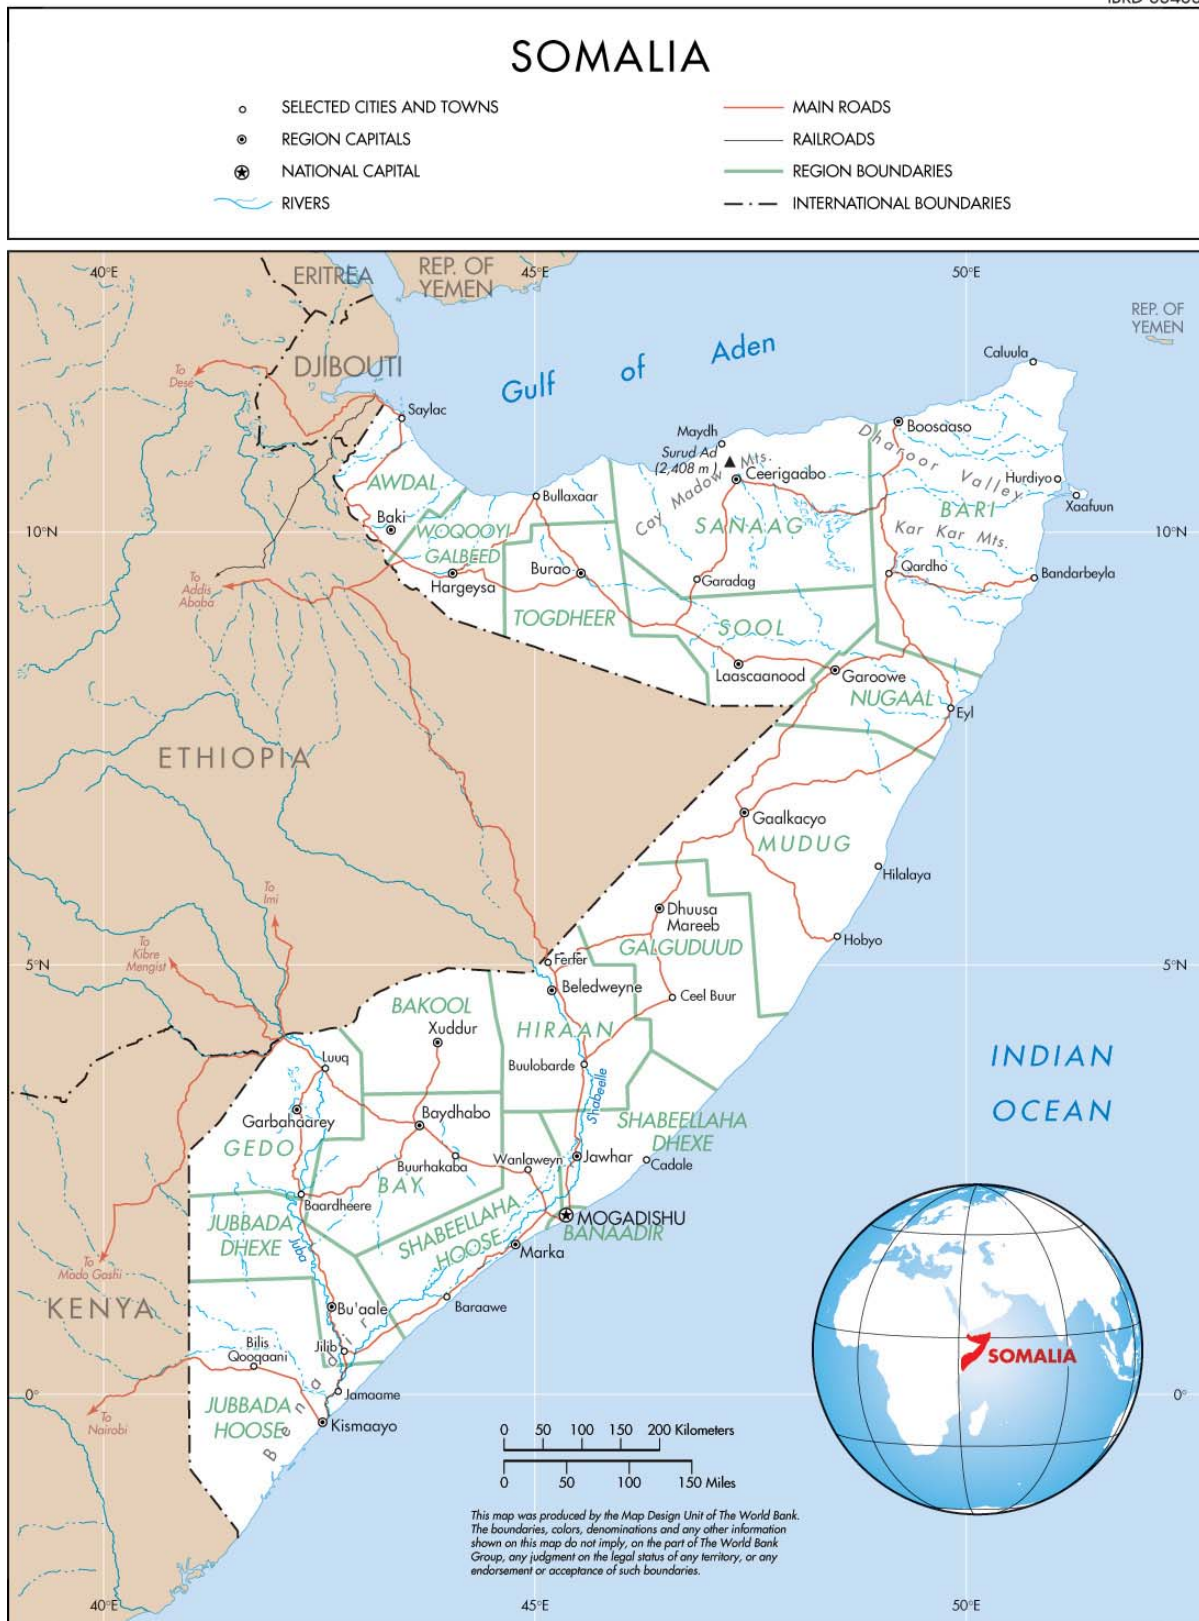 SOMALIA
SELECTED CITIES AND TOWNS
REGION CAPITALS
NATIONAL CAPITAL
RIVERS
MAIN ROADS
RAILROADS
REGION BOUNDARIES
INTERNATIONAL BOUNDARIES
40°E
45°E
50°E
ERITREA
REP. OF
YEMEN
REP. OF
YEMEN
DJIBOUTI
To
Dese
Gulf of Aden
Caluula
Saylac
Maydh
Surud Ad
(2,408 m)
Boosaaso
Dharoor Valley
Hurdiyo
Xaafuun
AWDAL
Cay Madow Mts.
Ceerigaabo
Bullaxaar
BARI
Baki
WOQOOYI
GALBEED
SANAAG
Kar Kar Mts.
10°N
10°N
To
Addis
Ababa
Hargeysa
Burao
Garadag
Qardho
Bandarbeyla
TOGDHEER
SOOL
Laascaanood
Garoowe
NUGAAL
Eyl
ETHIOPIA
Gaalkacyo
MUDUG
Hilalaya
To
Imi
Dhuusa
Mareeb
GALGUDUUD
Hobyo
To
Kibre
Mengist
5°N
5°N
Ferfer
Beledweyne
Ceel Buur
BAKOOL
Xuddur
HIRAAN
Luuq
Buulobarde
INDIAN
OCEAN
Shabeelle
Garbahaarey
Baydhabo
GEDO
SHABEELLAHA
DHEXE
Buurhakaba
Wanlaweyn
Jawhar
Cadale
BAY
Baardheere
JUBBADA
DHEXE
SHABEELLAHA
HOOSE
MOGADISHU
BANAADIR
Juba
Marka
To
Mado Gashi
KENYA
Bu'aale
Baraawe
Bilis
Qooqaani
Jilib
Benadir
Jamaame
JUBBADA
HOOSE
Kismaayo
To
Nairobi
0°
0°
SOMALIA
0 50 100 150 200 Kilometers
0 50 100 150 Miles
This map was produced by the Map Design Unit of The World Bank.
The boundaries, colors, denominations and any other information
shown on this map do not imply, on the part of The World Bank
Group, any judgment on the legal status of any territory, or any
endorsement or acceptance of such boundaries.
40°E
45°E
50°E